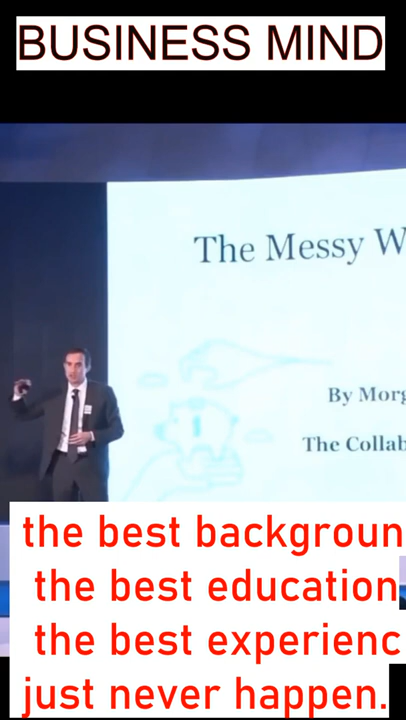 BUSINESS MIND
The Messy W
By Morg
The Collab
the best backgroun
the best education
the best experienc
just never happen.